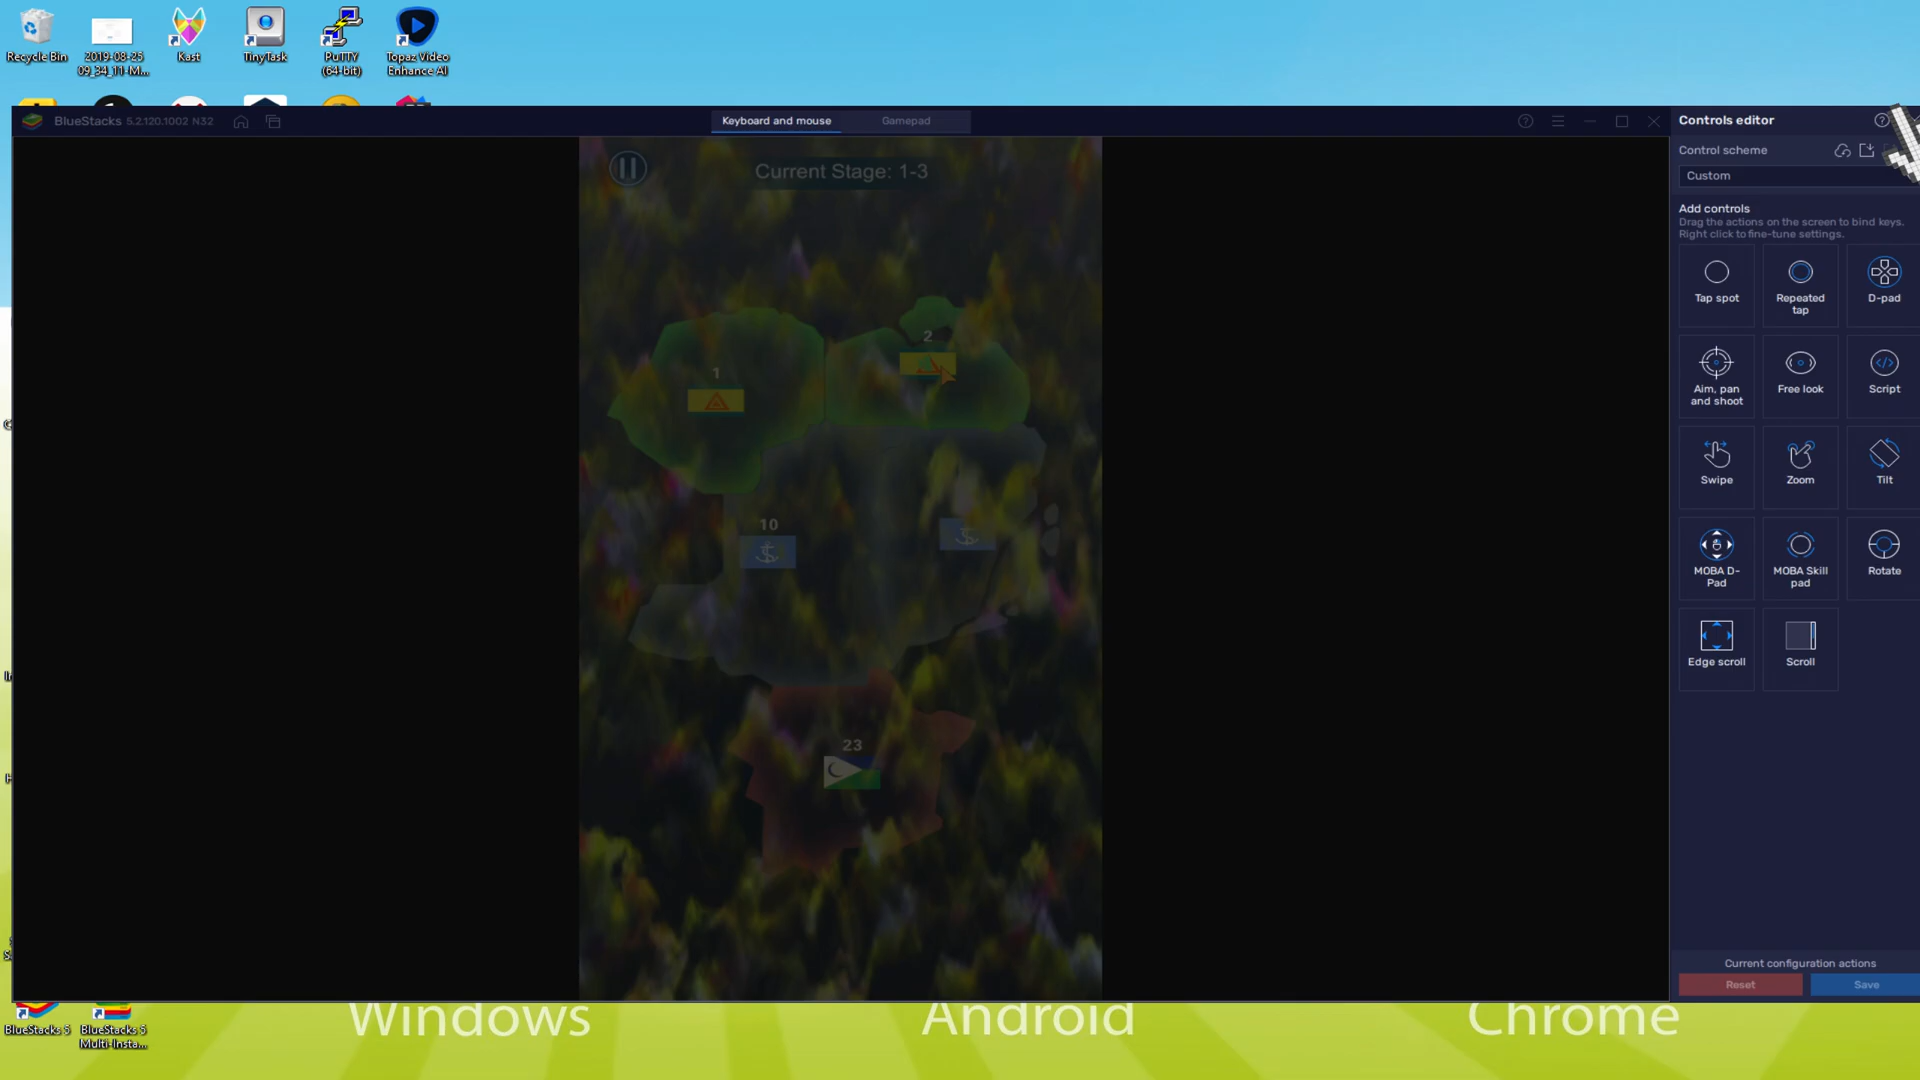 Recycle Bin
2019-08-25
09_34_11-M...
Kast
TinyTask
PuTTY
(64-bit)
Topaz Video
Enhance AI
BlueStacks 5.2.120.1002 N32
Keyboard and mouse
Gamepad
Current Stage: 1-3
1
2
10
23
Controls editor
Control scheme
Custom
Add controls
Drag the actions on the screen to bind keys.
Right click to fine-tune settings.
Tap spot
Repeated
tap
D-pad
Aim, pan
and shoot
Free look
Script
Swipe
Zoom
Tilt
MOBA D-
Pad
MOBA Skill
pad
Rotate
Edge scroll
Scroll
Current configuration actions
Reset
Save
BlueStacks 5
BlueStacks 5
Multi-Insta...
Windows
Android
Chrome